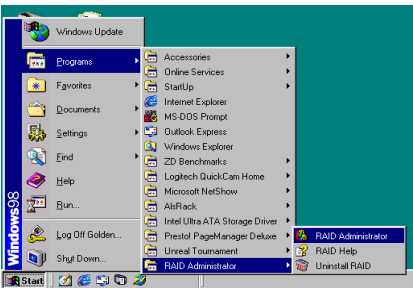 Windows Update
Programs
Favorites
Documents
Settings
Find
Help
Run...
Log Off Golden...
Shut Down...
Windows98
Start
Accessories
Online Services
StartUp
Internet Explorer
MS-DOS Prompt
Outlook Express
Windows Explorer
ZD Benchmarks
Logitech QuickCam Home
Microsoft NetShow
AlsRack
Intel Ultra ATA Storage Driver
Prestol PageManager Deluxe
Unreal Tournament
RAID Administrator
RAID Administrator
RAID Help
Uninstall RAID